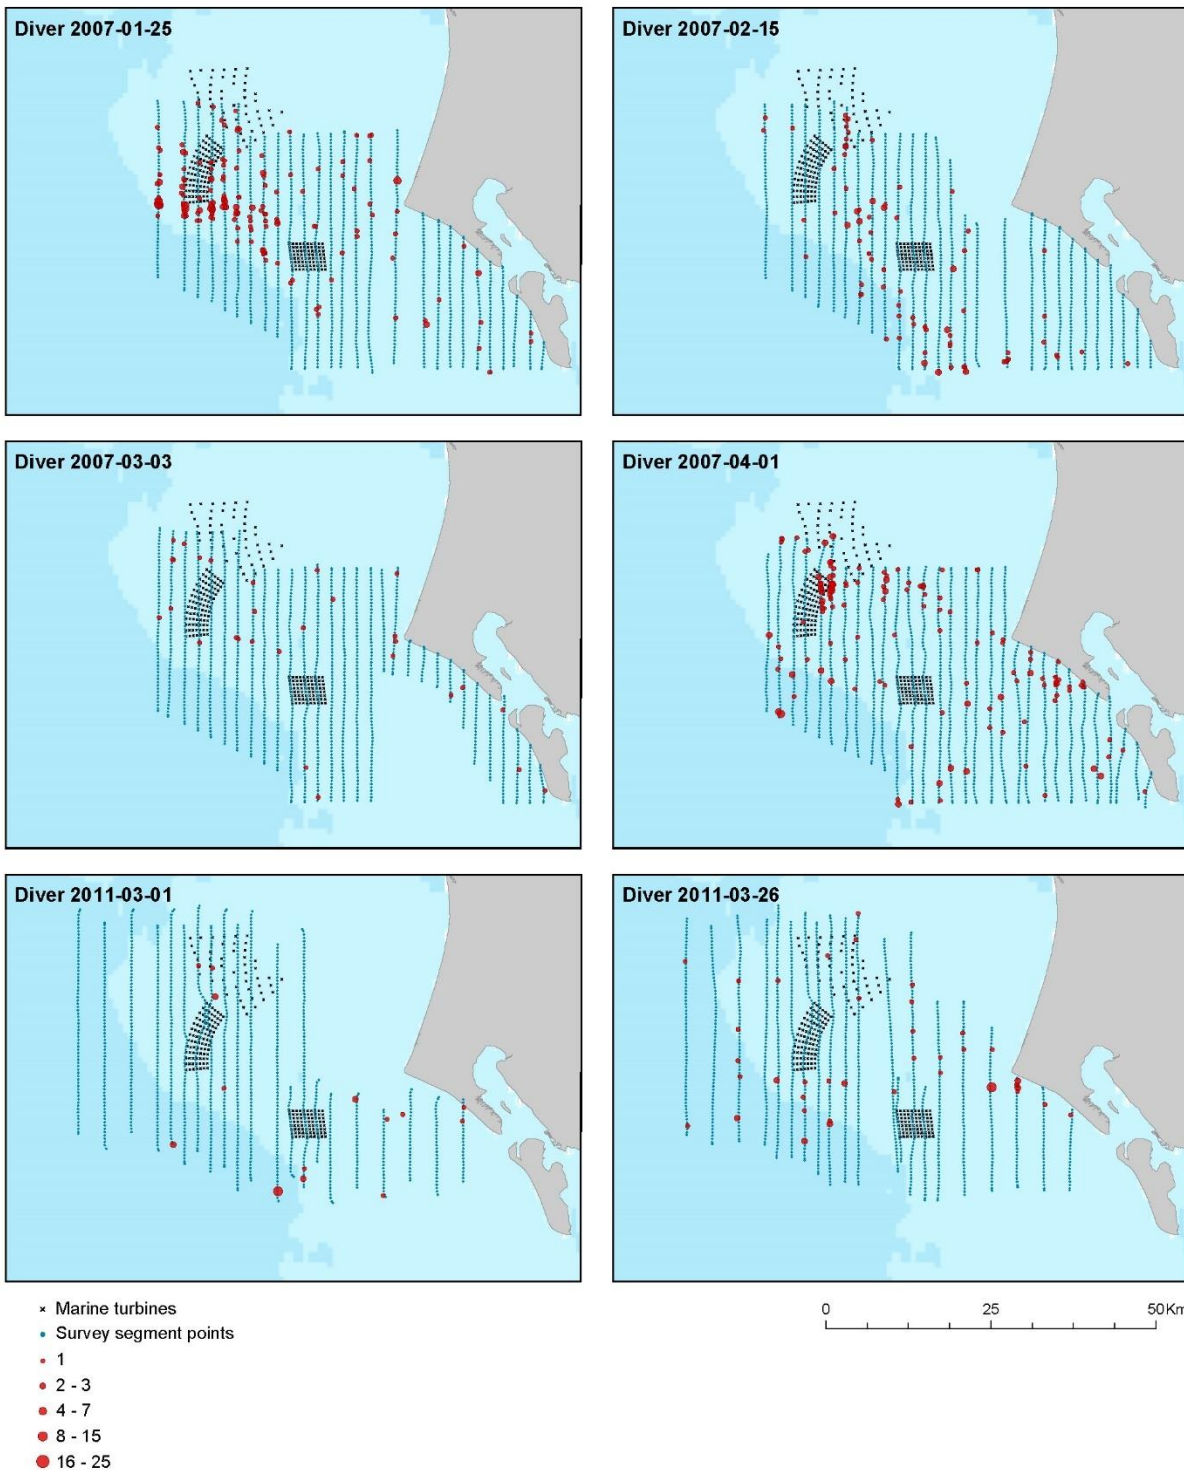 Diver 2007-01-25
Diver 2007-02-15
Diver 2007-03-03
Diver 2007-04-01
Diver 2011-03-01
Diver 2011-03-26
Marine turbines
Survey segment points
1
2 - 3
4 - 7
8 - 15
16 - 25
0 25 50 Km